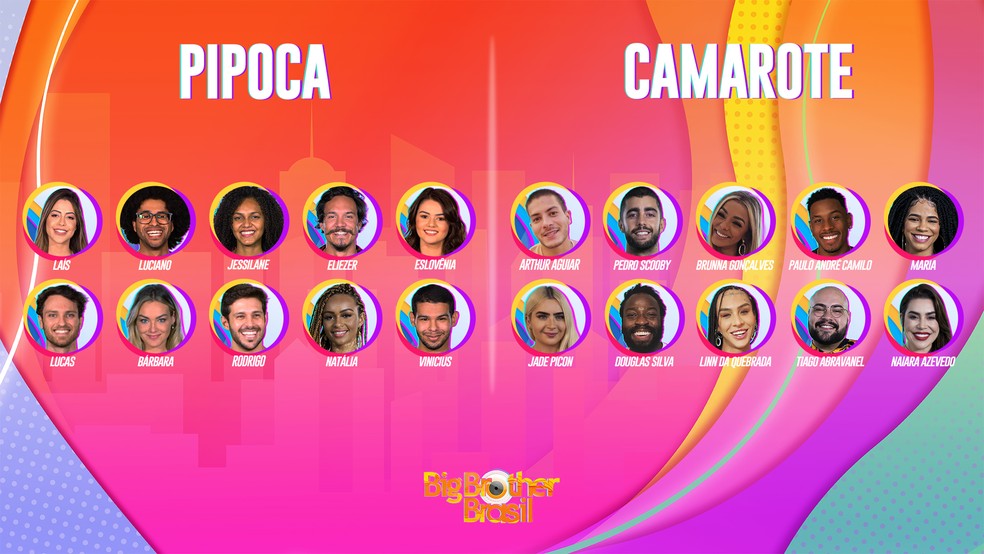 PIPOCA
LAÍS LUCIANO JESSILANE ELIEZER ESLOVÊNIA
LUCAS BÁRBARA RODRIGO NATÁLIA VINICIUS
CAMAROTE
ARTHUR AGUIAR PEDRO SCOOBY BRUNNA GONÇALVES PAULO ANDRÉ CAMILO MARIA
JADE PICON DOUGLAS SILVA LINN DA QUEBRADA TIAGO ABRAVANEL NAIARA AZEVEDO
Big Brother
Brasil